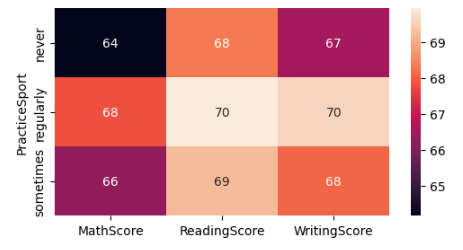 never
64 68 67
69
68
PracticeSport
regularly
68 70 70
67
66
sometimes
66 69 68
65
MathScore ReadingScore WritingScore